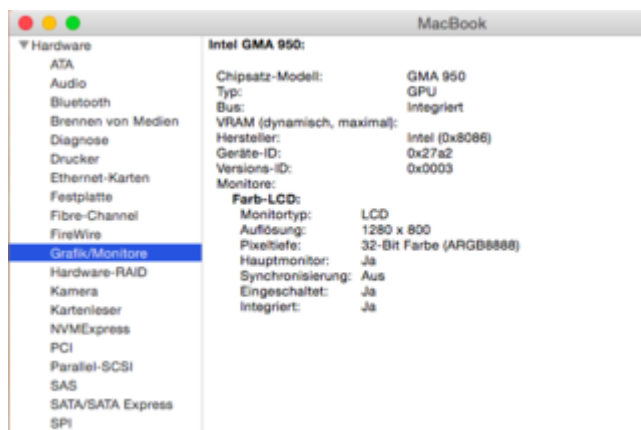 MacBook
Hardware
ATA
Audio
Bluetooth
Brennen von Medien
Diagnose
Drucker
Ethernet-Karten
Festplatte
Fibre-Channel
FireWire
Grafik/Monitore
Hardware-RAID
Kamera
Kartenleser
NVMExpress
PCI
Parallel-SCSI
SAS
SATA/SATA Express
SPI
Intel GMA 950:
Chipsatz-Modell: GMA 950
Typ: GPU
Bus: Integriert
VRAM (dynamisch, maximal):
Hersteller: Intel (0x8086)
Geräte-ID: 0x27a2
Versions-ID: 0x0003
Monitore:
Farb-LCD:
Monitortyp: LCD
Auflösung: 1280 x 800
Pixeltiefe: 32-Bit Farbe (ARGB8888)
Hauptmonitor: Ja
Synchronisierung: Aus
Eingeschaltet: Ja
Integriert: Ja